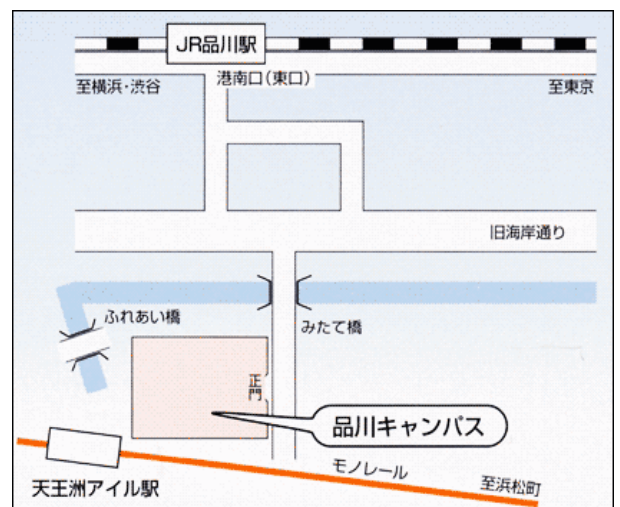 JR品川駅
港南口(東口)
至横浜・渋谷
至東京
旧海岸通り
ふれあい橋
みたて橋
正門
品川キャンパス
モノレール
至浜松町
天王洲アイル駅